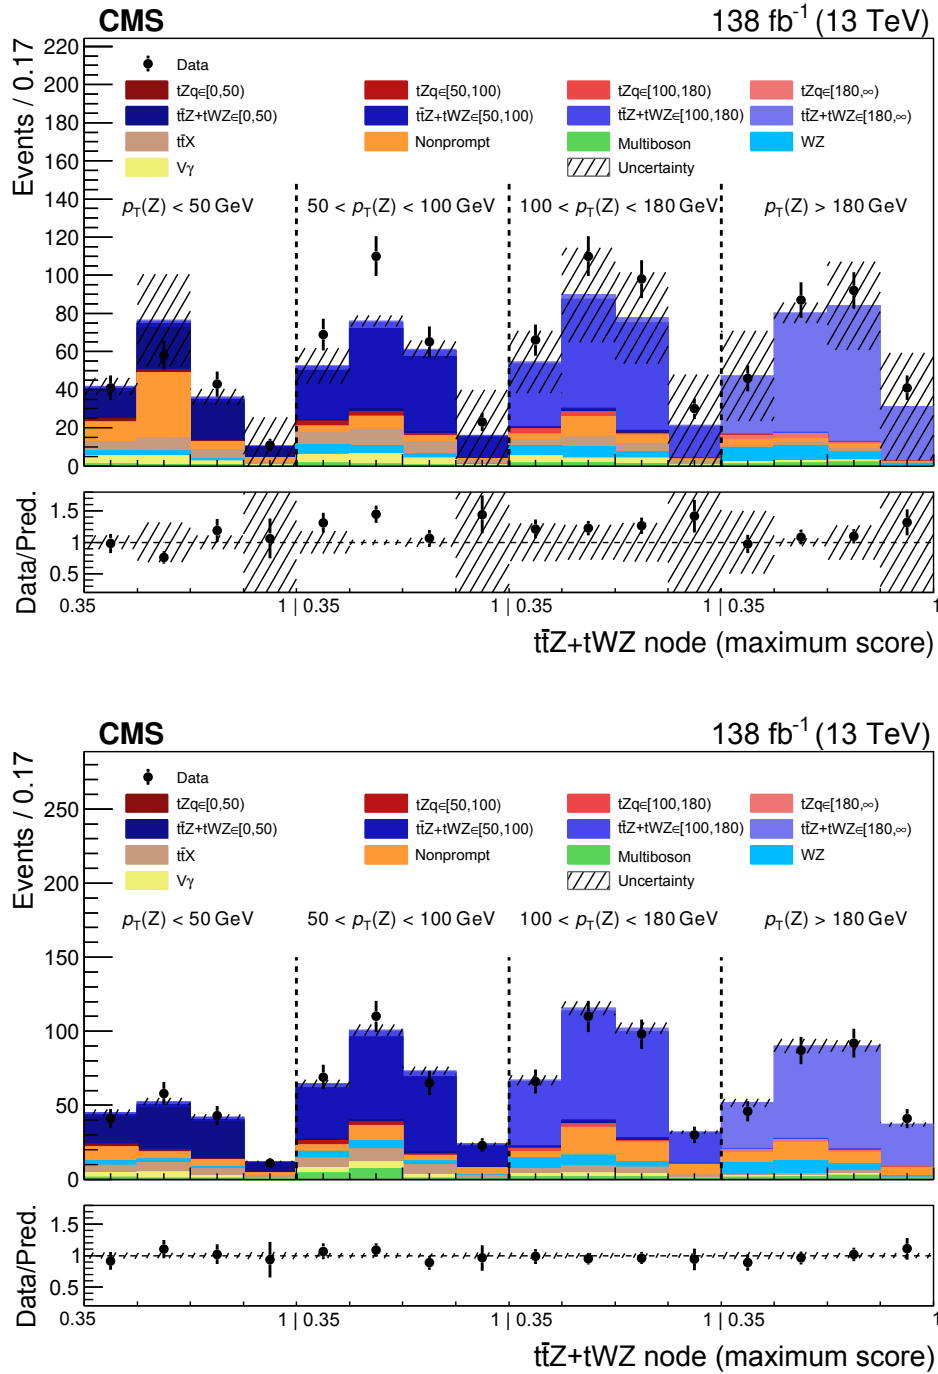 CMS 138 fb⁻¹ (13 TeV)
Events / 0.17
220
200
180
160
140
120
100
80
60
40
20
0
Data
tZq∈[0,50) tZq∈[50,100) tZq∈[100,180) tZq∈[180,∞)
tt̄Z+tWZ∈[0,50) tt̄Z+tWZ∈[50,100) tt̄Z+tWZ∈[100,180) tt̄Z+tWZ∈[180,∞)
tt̄X Nonprompt Multiboson WZ
Vγ Uncertainty
p_T(Z) < 50 GeV 50 < p_T(Z) < 100 GeV 100 < p_T(Z) < 180 GeV p_T(Z) > 180 GeV
Data/Pred.
1.5
1
0.5
0.35 1 | 0.35 1 | 0.35 1 | 0.35 1
tt̄Z+tWZ node (maximum score)
CMS 138 fb⁻¹ (13 TeV)
Events / 0.17
250
200
150
100
50
0
Data
tZq∈[0,50) tZq∈[50,100) tZq∈[100,180) tZq∈[180,∞)
tt̄Z+tWZ∈[0,50) tt̄Z+tWZ∈[50,100) tt̄Z+tWZ∈[100,180) tt̄Z+tWZ∈[180,∞)
tt̄X Nonprompt Multiboson WZ
Vγ Uncertainty
p_T(Z) < 50 GeV 50 < p_T(Z) < 100 GeV 100 < p_T(Z) < 180 GeV p_T(Z) > 180 GeV
Data/Pred.
1.5
1
0.5
0.35 1 | 0.35 1 | 0.35 1 | 0.35 1
tt̄Z+tWZ node (maximum score)